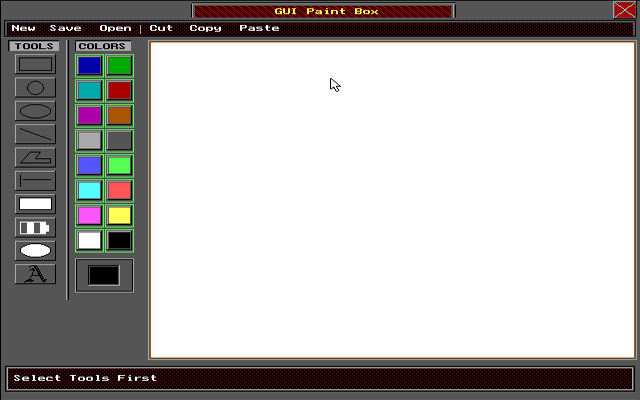 GUI Paint Box
New Save Open | Cut Copy Paste
TOOLS COLORS
A
Select Tools First